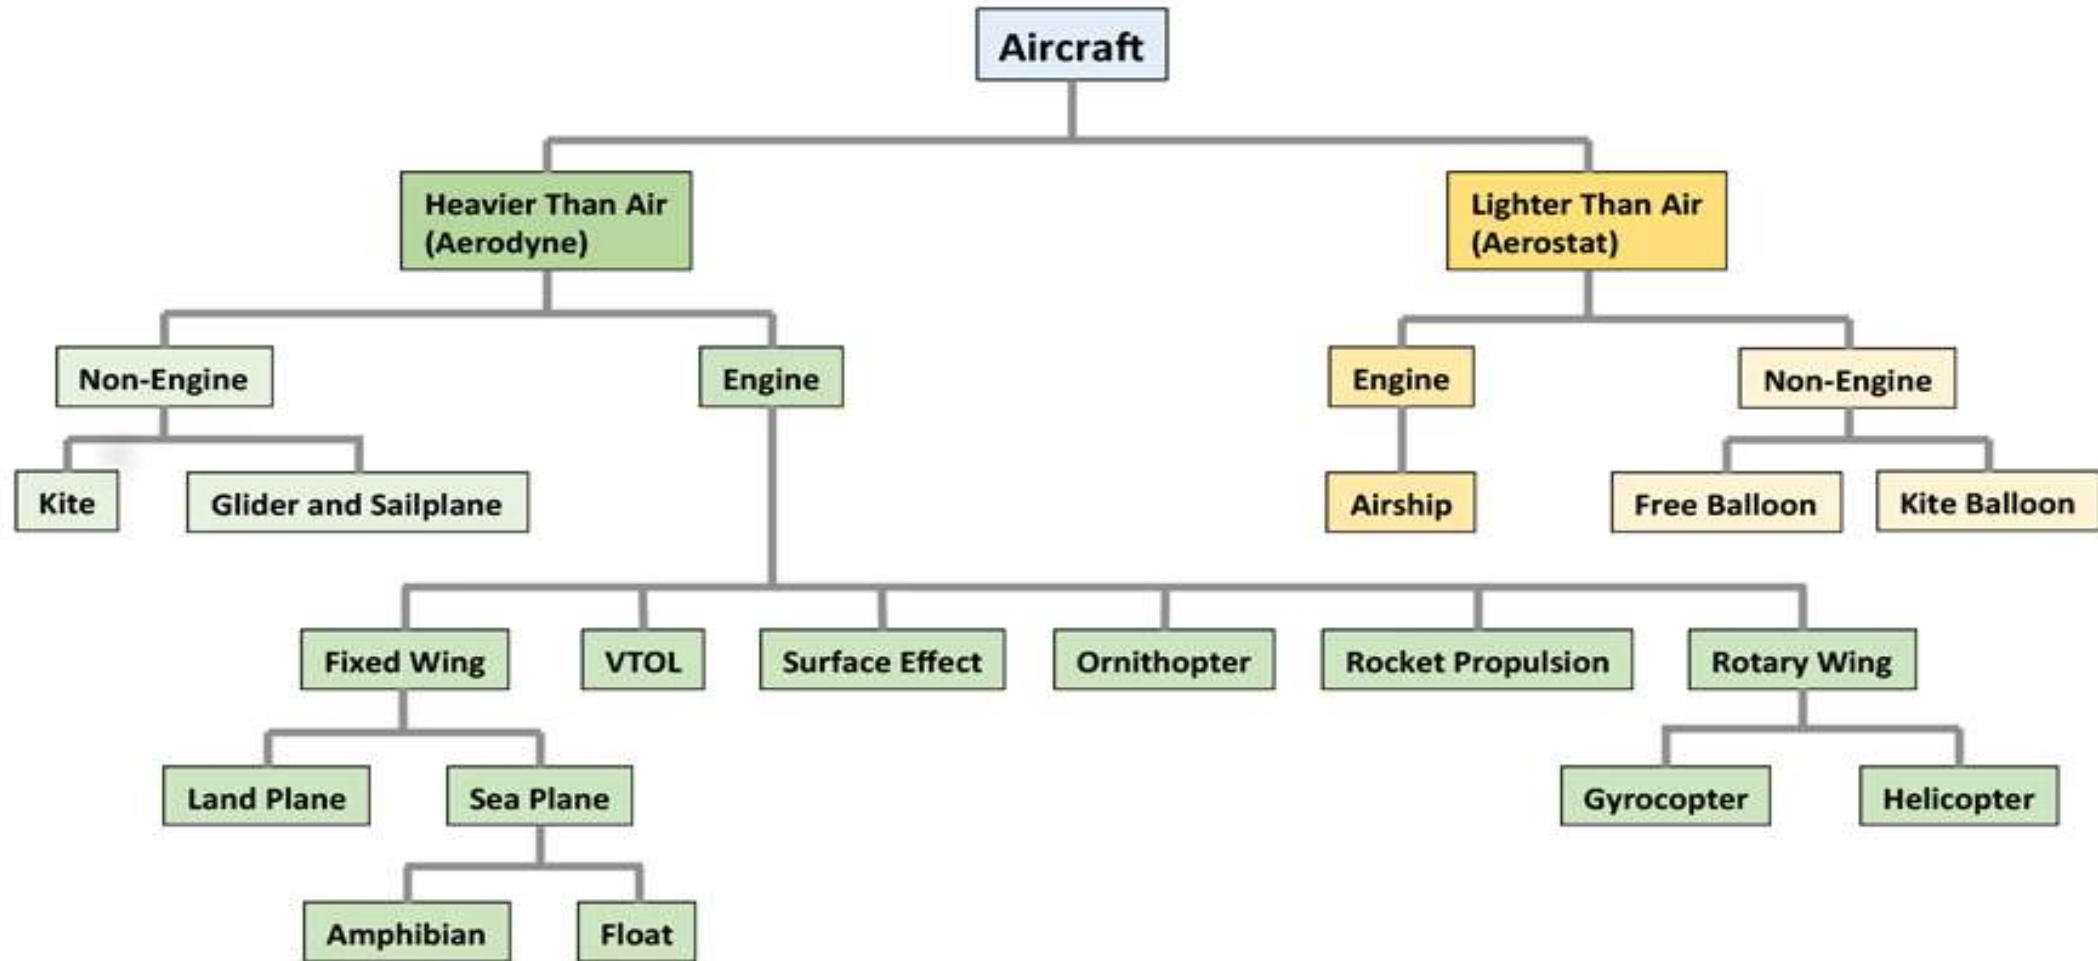 Aircraft
Heavier Than Air
(Aerodyne)
Lighter Than Air
(Aerostat)
Non-Engine
Engine
Engine
Non-Engine
Kite
Glider and Sailplane
Airship
Free Balloon
Kite Balloon
Fixed Wing
VTOL
Surface Effect
Ornithopter
Rocket Propulsion
Rotary Wing
Land Plane
Sea Plane
Gyrocopter
Helicopter
Amphibian
Float